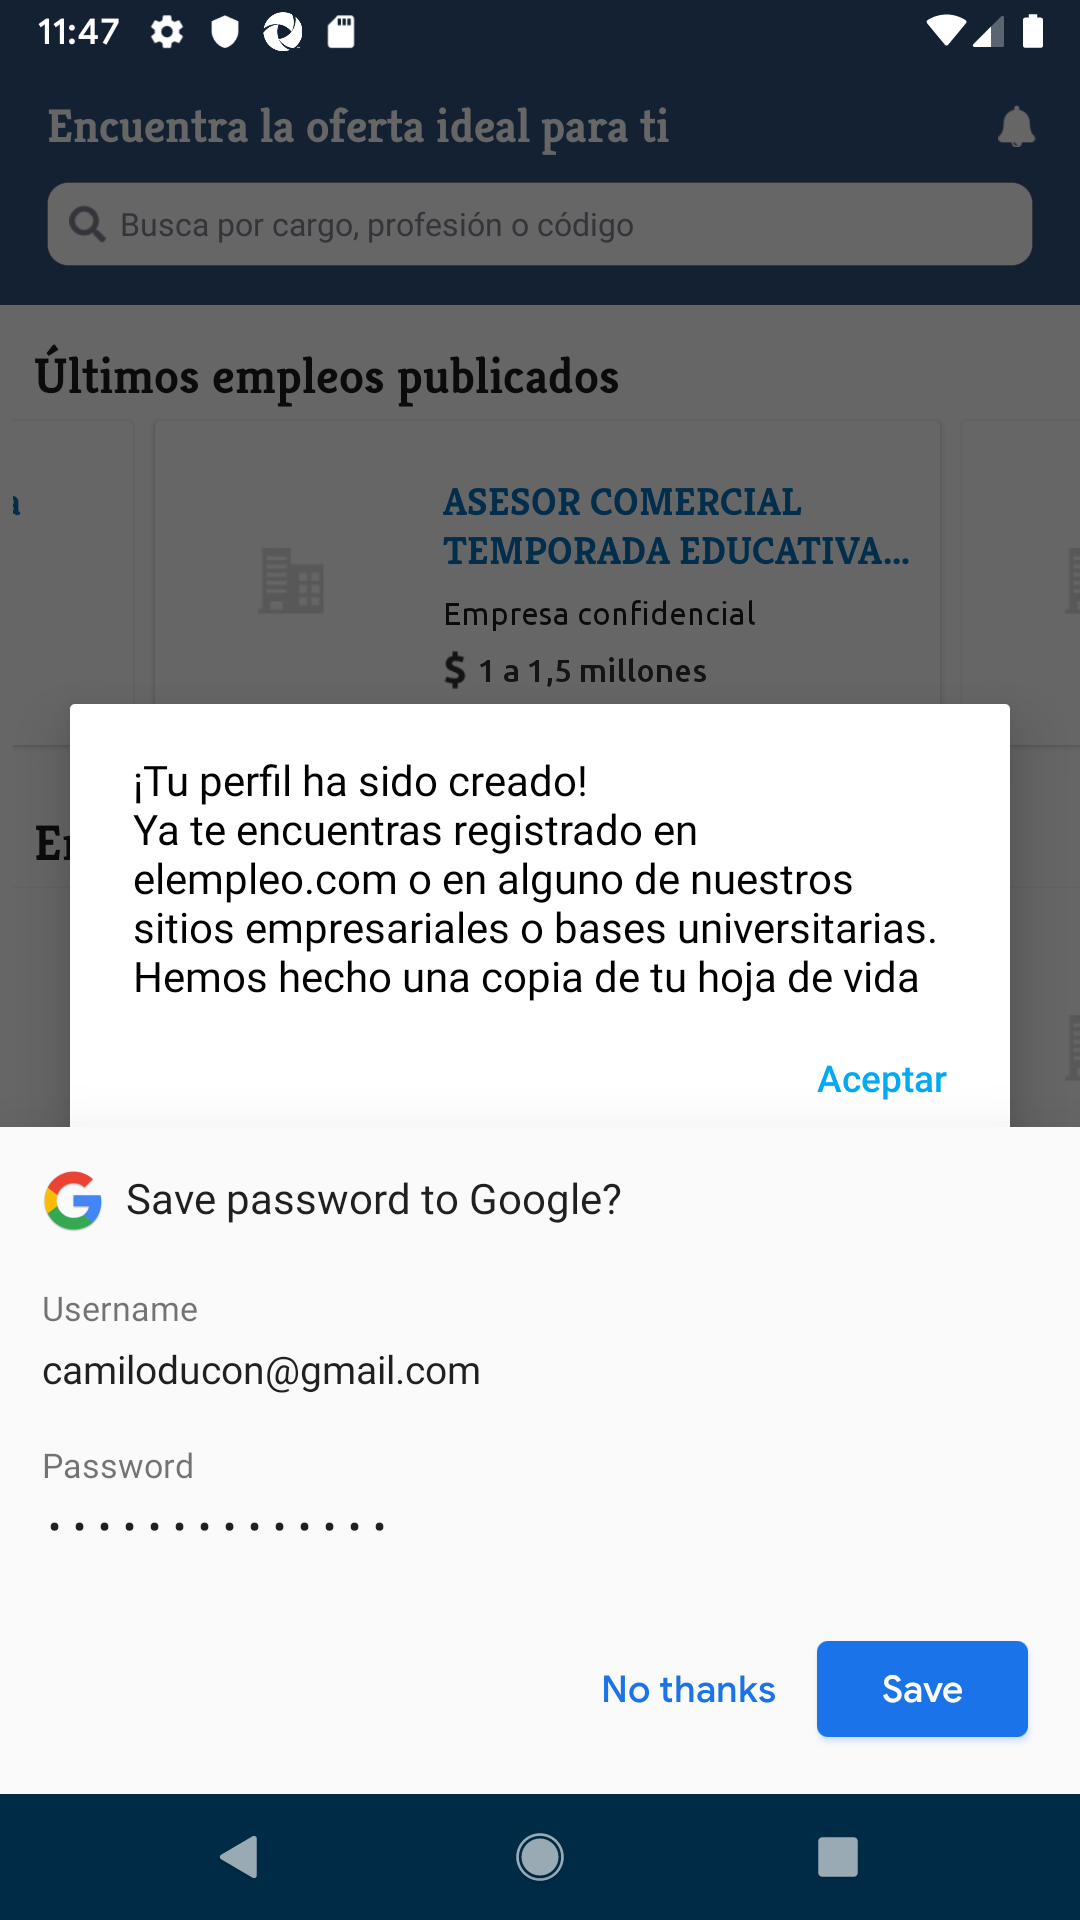 11:47
Encuentra la oferta ideal para ti
Busca por cargo, profesión o código
Últimos empleos publicados
a
ASESOR COMERCIAL
TEMPORADA EDUCATIVA...
Empresa confidencial
$ 1 a 1,5 millones
¡Tu perfil ha sido creado!
Ya te encuentras registrado en
elempleo.com o en alguno de nuestros
sitios empresariales o bases universitarias.
Hemos hecho una copia de tu hoja de vida
Aceptar
Save password to Google?
Username
camiloducon@gmail.com
Password
••••••••••••••
No thanks
Save